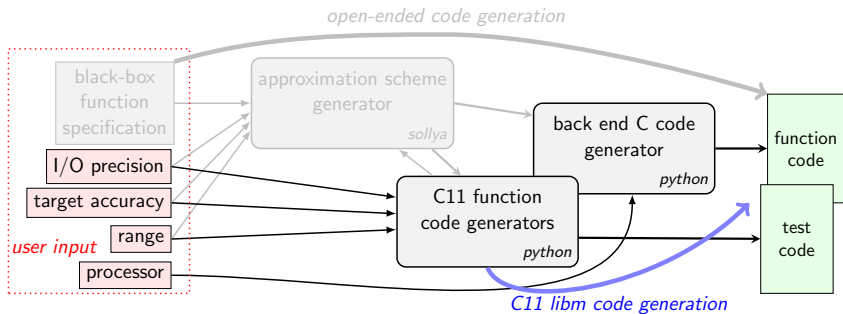 open-ended code generation
black-box
function
specification
approximation scheme
generator
sollya
back end C code
generator
python
function
code
I/O precision
target accuracy
range
processor
user input
C11 function
code generators
python
test
code
C11 libm code generation